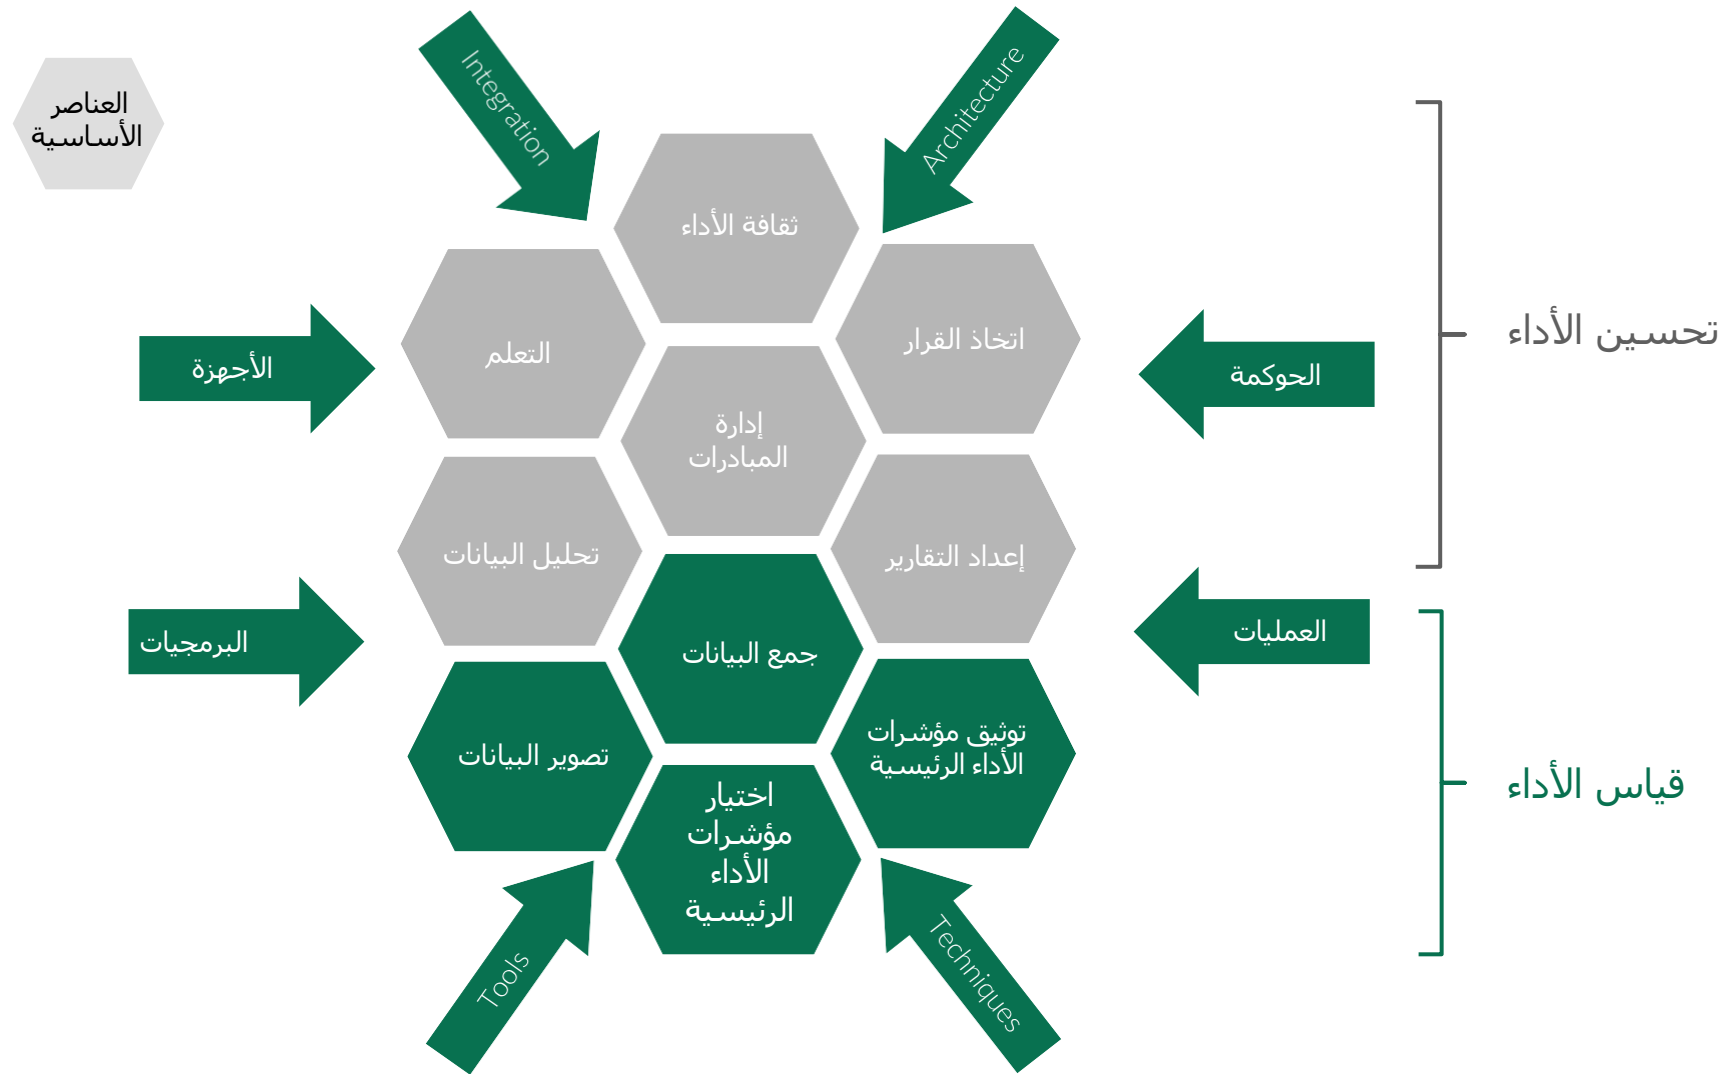 العناصر
الأساسية
Integration
Architecture
ثقافة الأداء
اتخاذ القرار
التعلم
إدارة
المبادرات
الأجهزة
الحوكمة
تحسين الأداء
إعداد التقارير
تحليل البيانات
جمع البيانات
البرمجيات
العمليات
توثيق مؤشرات
الأداء الرئيسية
تصوير البيانات
اختيار
مؤشرات
الأداء
الرئيسية
قياس الأداء
Tools
Techniques